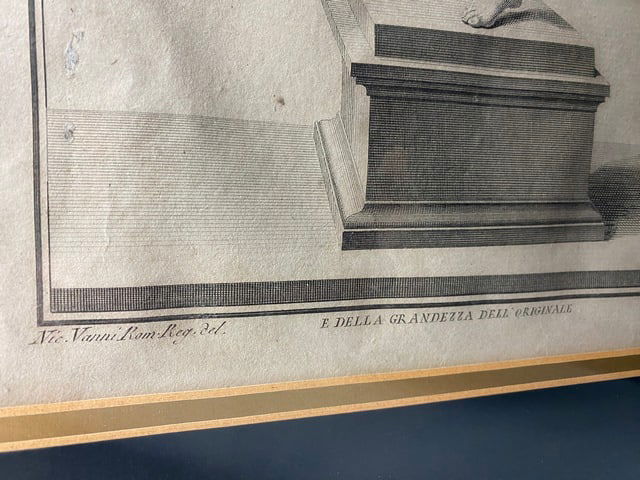 Nic. Vanni Rom. Reg. del.
E DELLA GRANDEZZA DELL' ORIGINALE